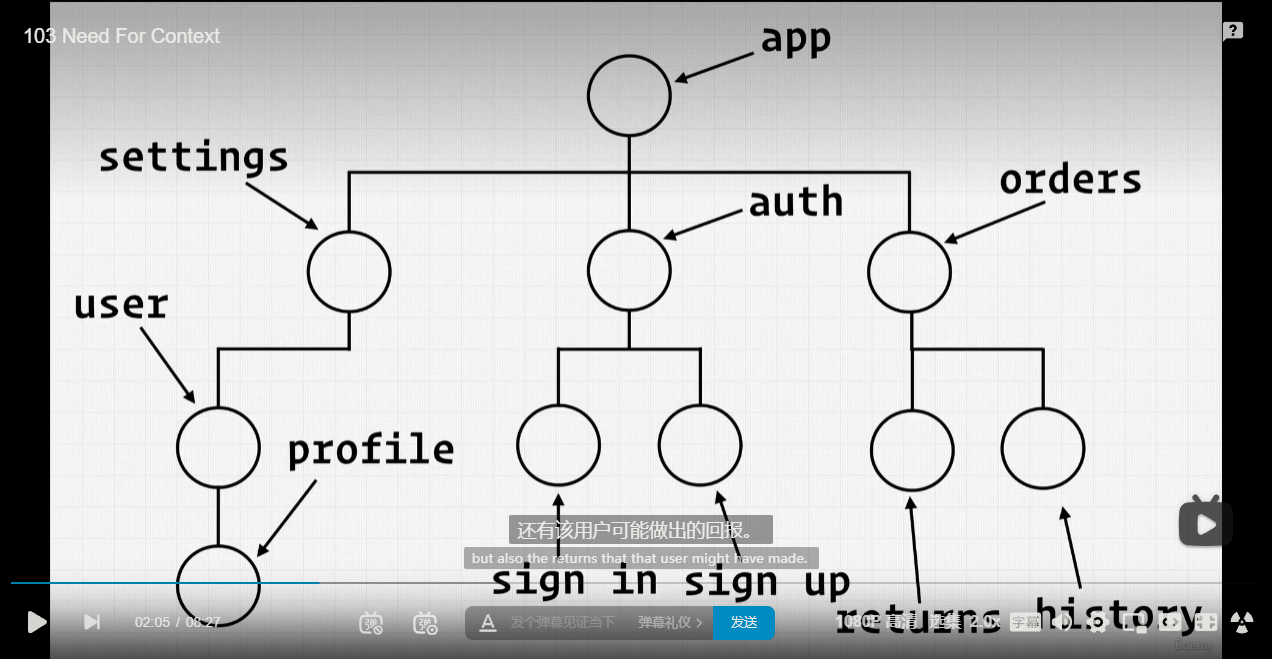 103 Need For Context
app
settings
auth
orders
user
profile
还有该用户可能做出的回报。
but also the returns that that user might have made.
sign in
sign up
returns
history
02:05 / 08:27
弹
弹
A
发个弹幕见证当下
弹幕礼仪 >
发送
1080P 高清
选集
2.0x
字幕
ûdemy
?